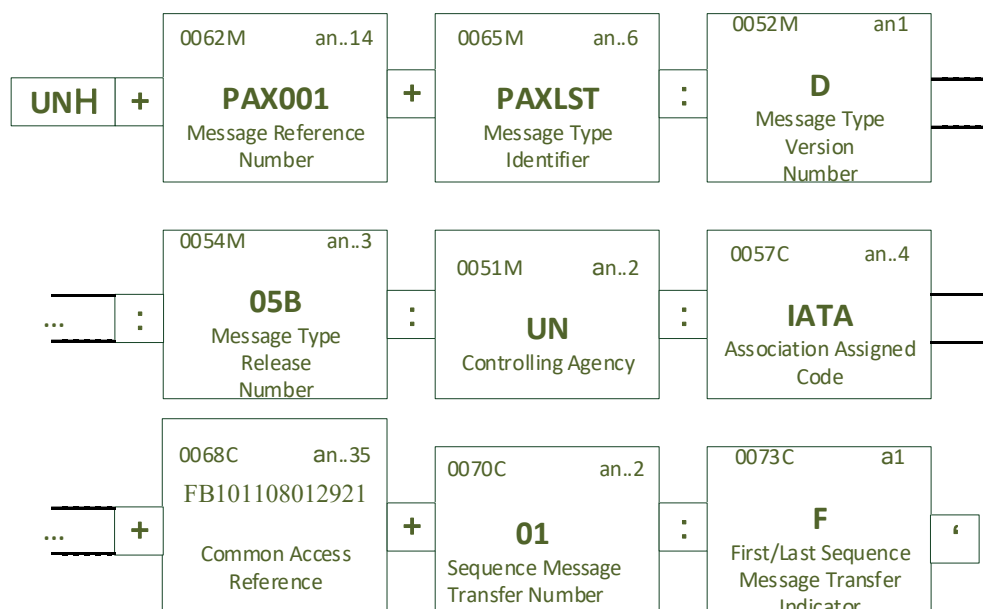 0062M an..14
0065M an..6
0052M an1
UNH + PAX001 + PAXLST : D
Message Reference
Number
Message Type
Identifier
Message Type
Version
Number
0054M an..3
0051M an..2
0057C an..4
... : 05B : UN : IATA
Message Type
Release
Number
Controlling Agency
Association Assigned
Code
0068C an..35
0070C an..2
0073C a1
FB101108012921
... + + 01 : F ‘
Common Access
Reference
Sequence Message
Transfer Number
First/Last Sequence
Message Transfer
Indicator